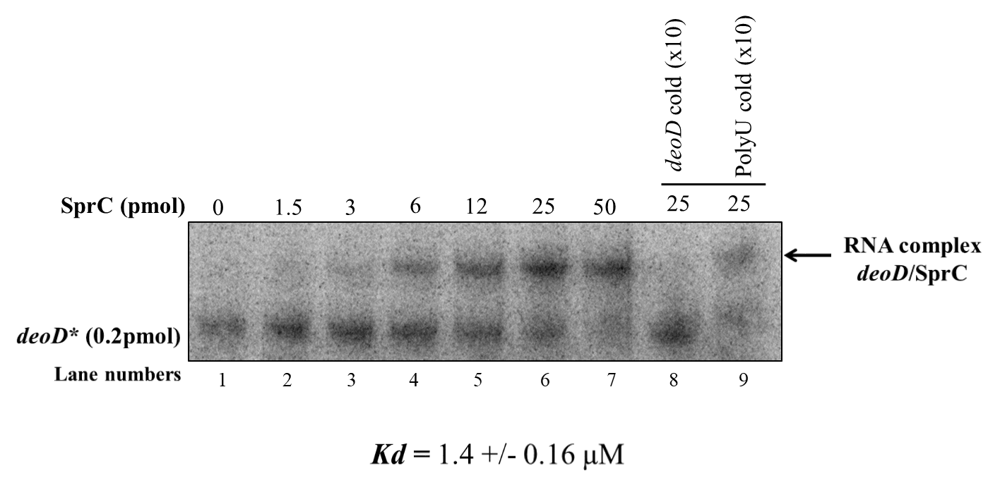 deoD cold (x10)
PolyU cold (x10)
SprC (pmol) 0 1.5 3 6 12 25 50 25 25
RNA complex
deoD/SprC
deoD* (0.2pmol)
Lane numbers 1 2 3 4 5 6 7 8 9
Kd = 1.4 +/- 0.16 μM